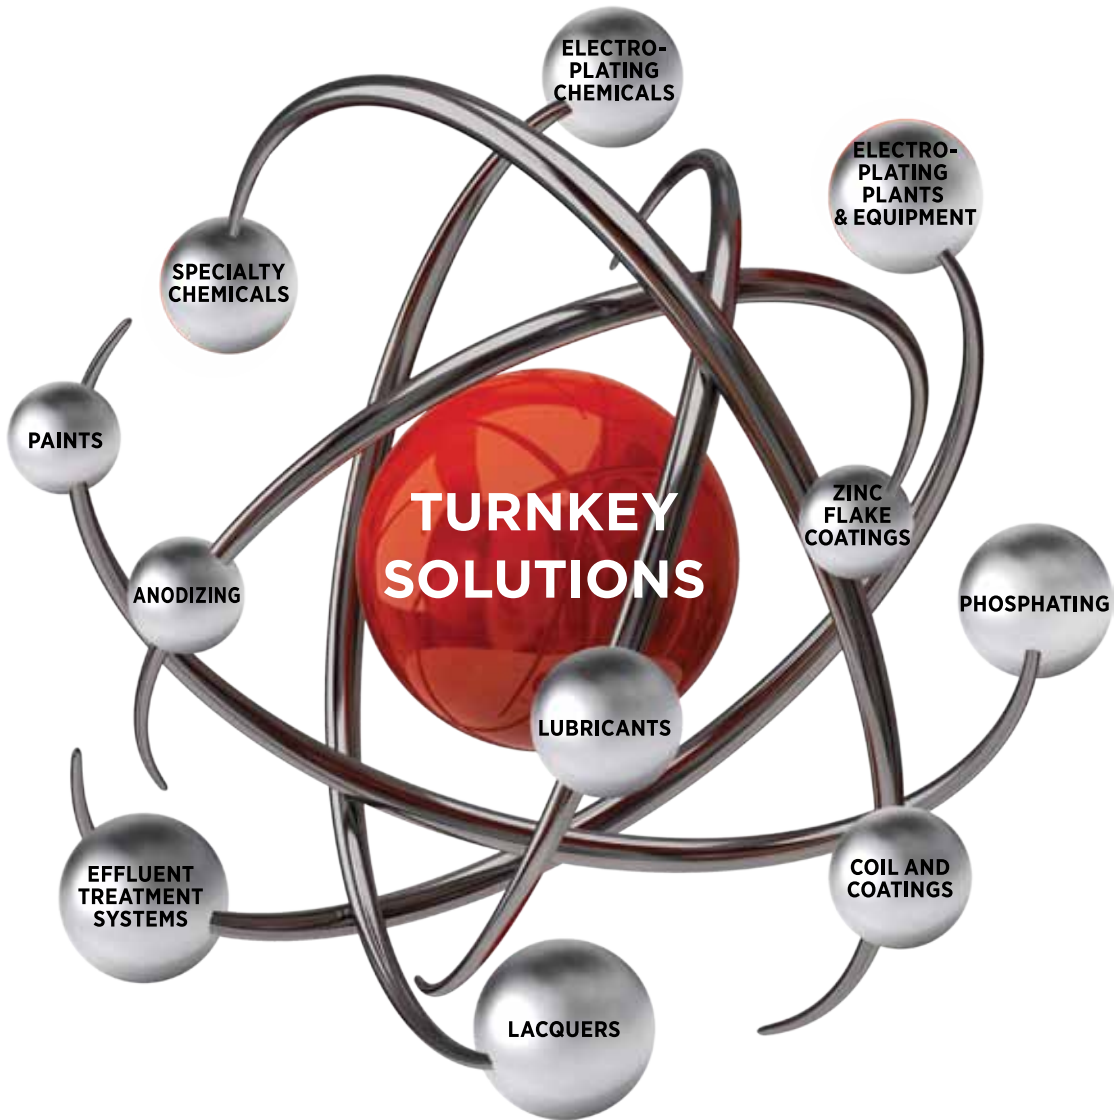 ELECTRO-
PLATING
CHEMICALS
ELECTRO-
PLATING
PLANTS
& EQUIPMENT
SPECIALTY
CHEMICALS
PAINTS
TURNKEY
SOLUTIONS
ZINC
FLAKE
COATINGS
ANODIZING
PHOSPHATING
LUBRICANTS
EFFLUENT
TREATMENT
SYSTEMS
COIL AND
COATINGS
LACQUERS